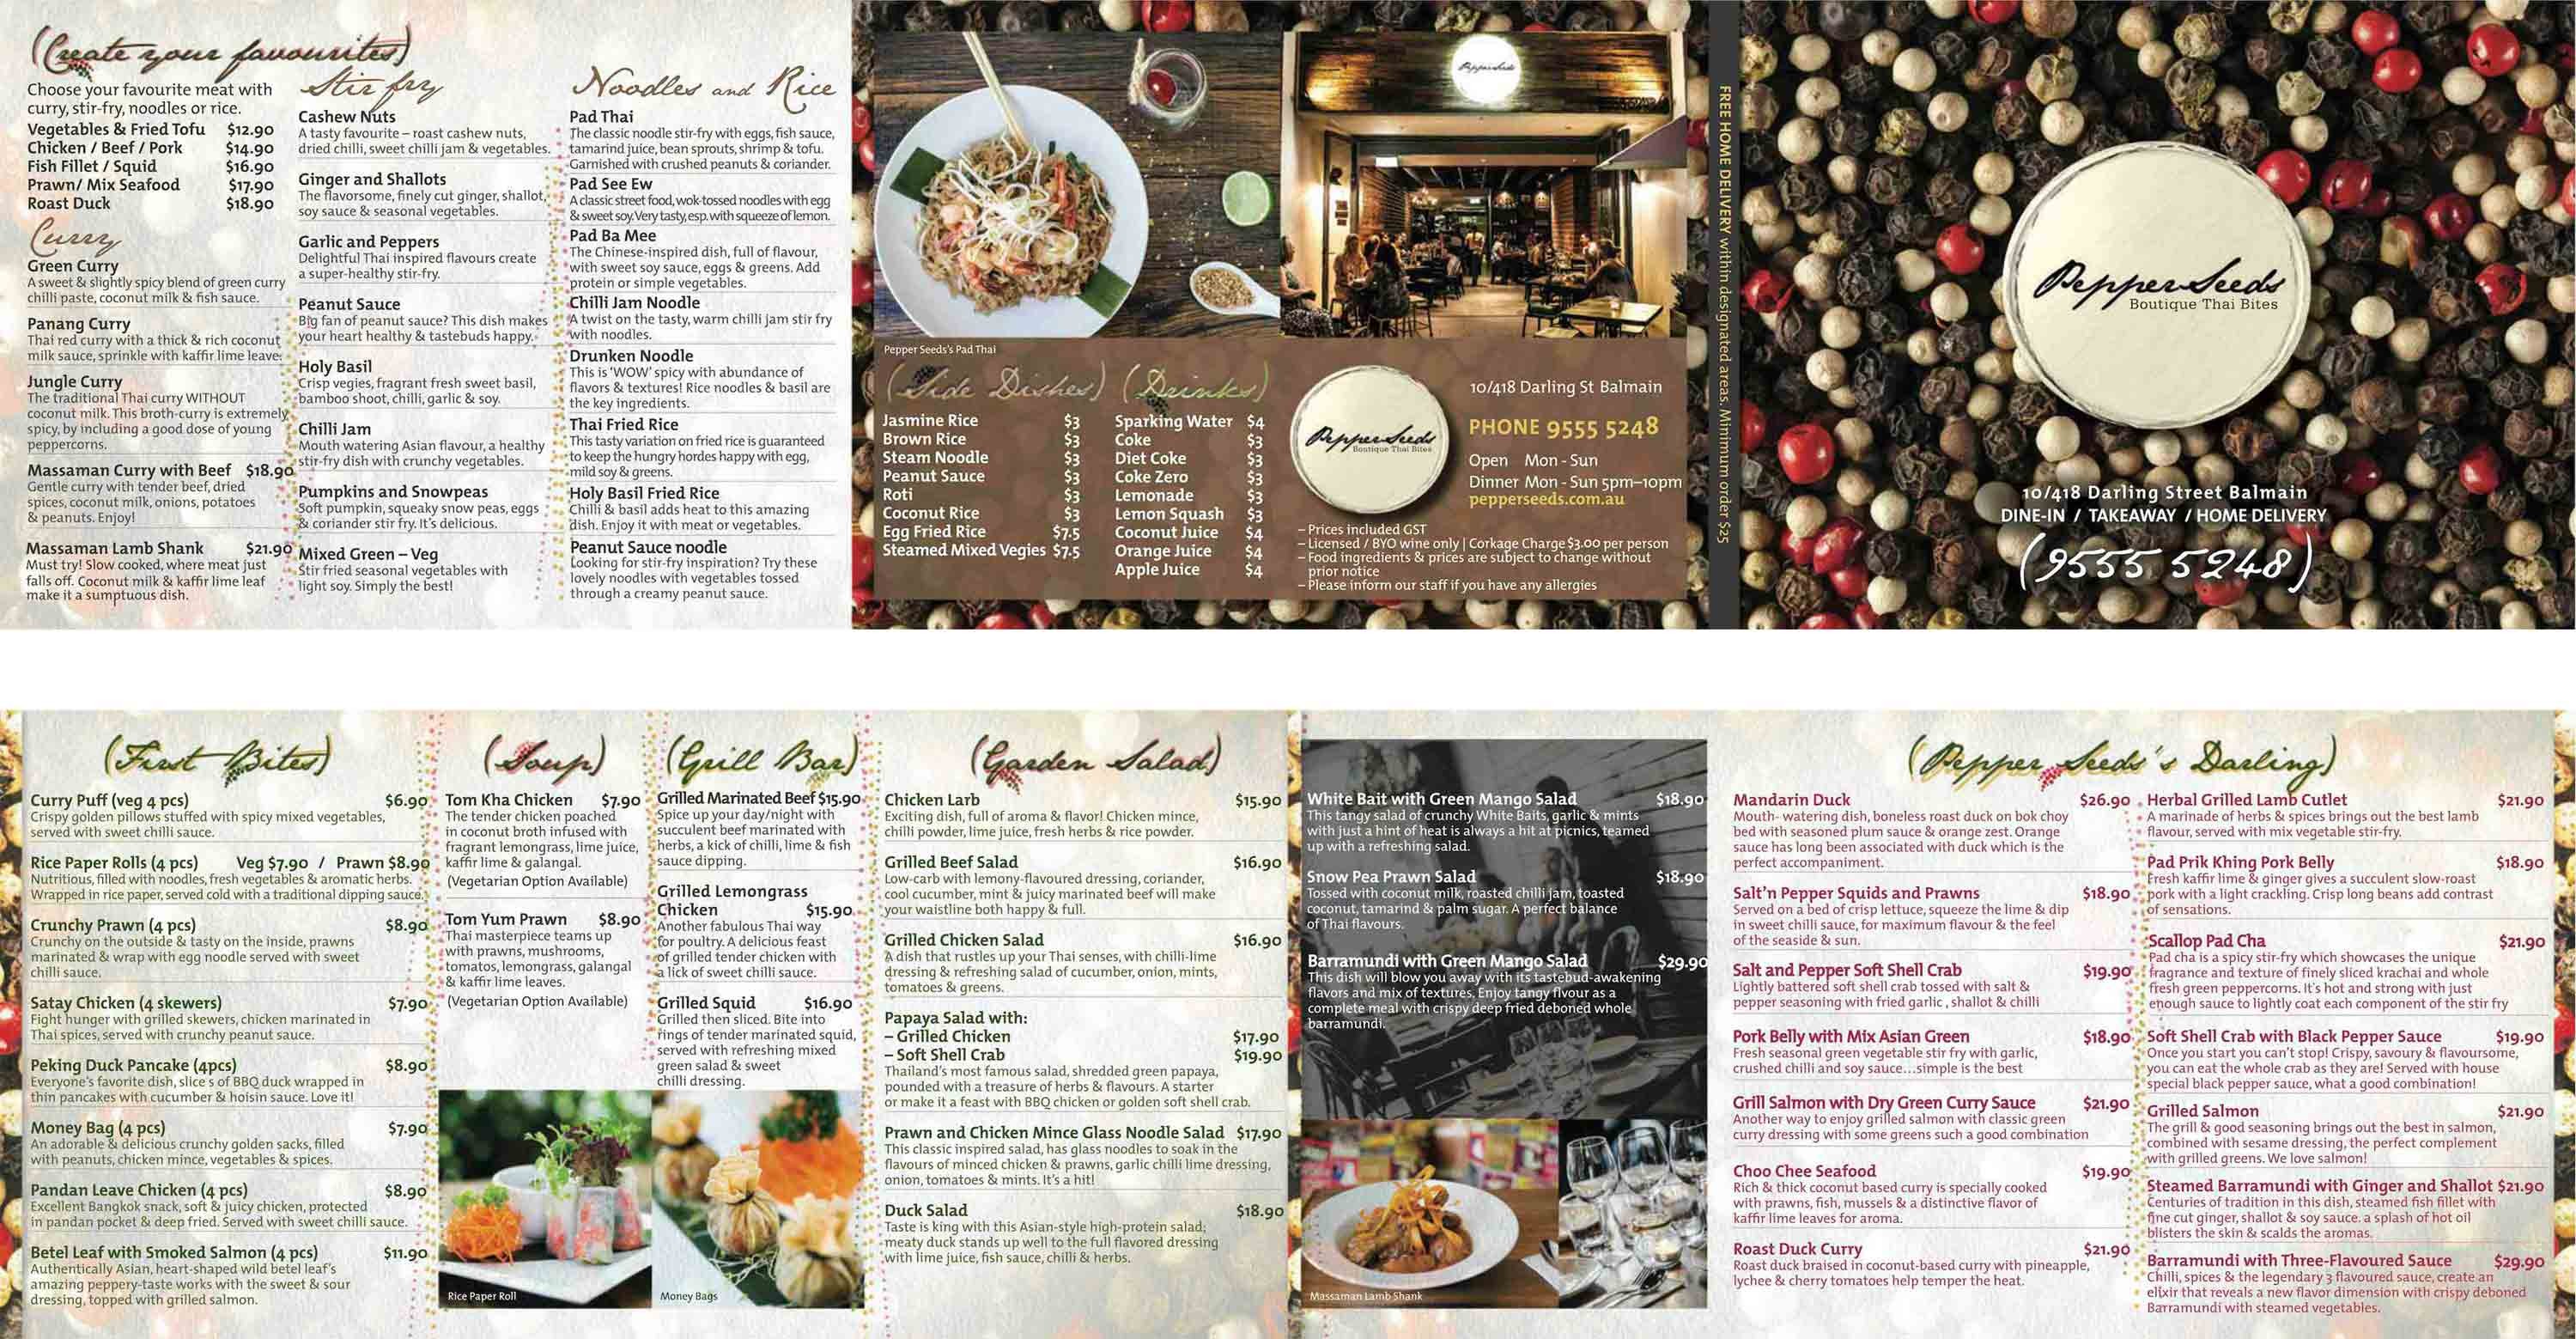 (Create your favourites)
Choose your favourite meat with
curry, stir-fry, noodles or rice.
Vegetables & Fried Tofu $12.90
Chicken / Beef / Pork $14.90
Fish Fillet / Squid $16.90
Prawn/ Mix Seafood $17.90
Roast Duck $18.90
Curry
Green Curry
A sweet & slightly spicy blend of green curry
chilli paste, coconut milk & fish sauce.
Panang Curry
Thai red curry with a thick & rich coconut
milk sauce, sprinkle with kaffir lime leave.
Jungle Curry
The traditional Thai curry WITHOUT
coconut milk. This broth-curry is extremely
spicy, by including a good dose of young
peppercorns.
Massaman Curry with Beef $18.90
Gentle curry with tender beef, dried
spices, coconut milk, onions, potatoes
& peanuts. Enjoy!
Massaman Lamb Shank $21.90
Must try! Slow cooked, where meat just
falls off. Coconut milk & kaffir lime leaf
make it a sumptuous dish.
Stir fry
Cashew Nuts
A tasty favourite – roast cashew nuts,
dried chilli, sweet chilli jam & vegetables.
Ginger and Shallots
The flavorsome, finely cut ginger, shallot,
soy sauce & seasonal vegetables.
Garlic and Peppers
Delightful Thai inspired flavours create
a super-healthy stir-fry.
Peanut Sauce
Big fan of peanut sauce? This dish makes
your heart healthy & tastebuds happy.
Holy Basil
Crisp vegies, fragrant fresh sweet basil,
bamboo shoot, chilli, garlic & soy.
Chilli Jam
Mouth watering Asian flavour, a healthy
stir-fry dish with crunchy vegetables.
Pumpkins and Snowpeas
Soft pumpkin, squeaky snow peas, eggs
& coriander stir fry. It's delicious.
Mixed Green – Veg
Stir fried seasonal vegetables with
light soy. Simply the best!
Noodles and Rice
Pad Thai
The classic noodle stir-fry with eggs, fish sauce,
tamarind juice, bean sprouts, shrimp & tofu.
Garnished with crushed peanuts & coriander.
Pad See Ew
A classic street food, wok-tossed noodles with egg
& sweet soy. Very tasty, esp. with squeeze of lemon.
Pad Ba Mee
The Chinese-inspired dish, full of flavour,
with sweet soy sauce, eggs & greens. Add
protein or simple vegetables.
Chilli Jam Noodle
A twist on the tasty, warm chilli jam stir fry
with noodles.
Drunken Noodle
This is 'WOW' spicy with abundance of
flavors & textures! Rice noodles & basil are
the key ingredients.
Thai Fried Rice
This tasty variation on fried rice is guaranteed
to keep the hungry hordes happy with egg,
mild soy & greens.
Holy Basil Fried Rice
Chilli & basil adds heat to this amazing
dish. Enjoy it with meat or vegetables.
Peanut Sauce noodle
Looking for stir-fry inspiration? Try these
lovely noodles with vegetables tossed
through a creamy peanut sauce.
PepperSeeds
Pepper Seeds's Pad Thai
(Side Dishes)
Jasmine Rice $3
Brown Rice $3
Steam Noodle $3
Peanut Sauce $3
Roti $3
Coconut Rice $3
Egg Fried Rice $7.5
Steamed Mixed Vegies $7.5
(Drinks)
Sparking Water $4
Coke $3
Diet Coke $3
Coke Zero $3
Lemonade $3
Lemon Squash $3
Coconut Juice $4
Orange Juice $4
Apple Juice $4
PepperSeeds
Boutique Thai Bites
10/418 Darling St Balmain
PHONE 9555 5248
Open Mon - Sun
Dinner Mon - Sun 5pm–10pm
pepperseeds.com.au
– Prices included GST
– Licensed / BYO wine only | Corkage Charge $3.00 per person
– Food ingredients & prices are subject to change without
prior notice
– Please inform our staff if you have any allergies
FREE HOME DELIVERY within designated areas. Minimum order $25
PepperSeeds
Boutique Thai Bites
10/418 Darling Street Balmain
DINE-IN / TAKEAWAY / HOME DELIVERY
(9555 5248)
(First Bites)
Curry Puff (veg 4 pcs) $6.90
Crispy golden pillows stuffed with spicy mixed vegetables,
served with sweet chilli sauce.
Rice Paper Rolls (4 pcs) Veg $7.90 / Prawn $8.90
Nutritious, filled with noodles, fresh vegetables & aromatic herbs.
Wrapped in rice paper, served cold with a traditional dipping sauce.
Crunchy Prawn (4 pcs) $8.90
Crunchy on the outside & tasty on the inside, prawns
marinated & wrap with egg noodle served with sweet
chilli sauce.
Satay Chicken (4 skewers) $7.90
Fight hunger with grilled skewers, chicken marinated in
Thai spices, served with crunchy peanut sauce.
Peking Duck Pancake (4pcs) $8.90
Everyone's favorite dish, slice s of BBQ duck wrapped in
thin pancakes with cucumber & hoisin sauce. Love it!
Money Bag (4 pcs) $7.90
An adorable & delicious crunchy golden sacks, filled
with peanuts, chicken mince, vegetables & spices.
Pandan Leave Chicken (4 pcs) $8.90
Excellent Bangkok snack, soft & juicy chicken, protected
in pandan pocket & deep fried. Served with sweet chilli sauce.
Betel Leaf with Smoked Salmon (4 pcs) $11.90
Authentically Asian, heart-shaped wild betel leaf's
amazing peppery-taste works with the sweet & sour
dressing, topped with grilled salmon.
(Soup)
Tom Kha Chicken $7.90
The tender chicken poached
in coconut broth infused with
fragrant lemongrass, lime juice,
kaffir lime & galangal.
(Vegetarian Option Available)
Tom Yum Prawn $8.90
Thai masterpiece teams up
with prawns, mushrooms,
tomatos, lemongrass, galangal
& kaffir lime leaves.
(Vegetarian Option Available)
(Grill Bar)
Grilled Marinated Beef $15.90
Spice up your day/night with
succulent beef marinated with
herbs, a kick of chilli, lime & fish
sauce dipping.
Grilled Lemongrass
Chicken $15.90
Another fabulous Thai way
for poultry. A delicious feast
of grilled tender chicken with
a lick of sweet chilli sauce.
Grilled Squid $16.90
Grilled then sliced. Bite into
rings of tender marinated squid,
served with refreshing mixed
green salad & sweet
chilli dressing.
Rice Paper Roll
Money Bags
(Garden Salad)
Chicken Larb $15.90
Exciting dish, full of aroma & flavor! Chicken mince,
chilli powder, lime juice, fresh herbs & rice powder.
Grilled Beef Salad $16.90
Low-carb with lemony-flavoured dressing, coriander,
cool cucumber, mint & juicy marinated beef will make
your waistline both happy & full.
Grilled Chicken Salad $16.90
A dish that rustles up your Thai senses, with chilli-lime
dressing & refreshing salad of cucumber, onion, mints,
tomatoes & greens.
Papaya Salad with:
– Grilled Chicken $17.90
– Soft Shell Crab $19.90
Thailand's most famous salad, shredded green papaya,
pounded with a treasure of herbs & flavours. A starter
or make it a feast with BBQ chicken or golden soft shell crab.
Prawn and Chicken Mince Glass Noodle Salad $17.90
This classic inspired salad, has glass noodles to soak in the
flavours of minced chicken & prawns, garlic chilli lime dressing,
onion, tomatoes & mints. It's a hit!
Duck Salad $18.90
Taste is king with this Asian-style high-protein salad;
meaty duck stands up well to the full flavored dressing
with lime juice, fish sauce, chilli & herbs.
White Bait with Green Mango Salad $18.90
This tangy salad of crunchy White Baits, garlic & mints
with just a hint of heat is always a hit at picnics, teamed
up with a refreshing salad.
Snow Pea Prawn Salad $18.90
Tossed with coconut milk, roasted chilli jam, toasted
coconut, tamarind & palm sugar. A perfect balance
of Thai flavours.
Barramundi with Green Mango Salad $29.90
This dish will blow you away with its tastebud-awakening
flavors and mix of textures. Enjoy tangy flvour as a
complete meal with crispy deep fried deboned whole
barramundi.
Massaman Lamb Shank
(Pepper Seeds's Darling)
Mandarin Duck $26.90
Mouth- watering dish, boneless roast duck on bok choy
bed with seasoned plum sauce & orange zest. Orange
sauce has long been associated with duck which is the
perfect accompaniment.
Salt'n Pepper Squids and Prawns $18.90
Served on a bed of crisp lettuce, squeeze the lime & dip
in sweet chilli sauce, for maximum flavour & the feel
of the seaside & sun.
Salt and Pepper Soft Shell Crab $19.90
Lightly battered soft shell crab tossed with salt &
pepper seasoning with fried garlic , shallot & chilli
Pork Belly with Mix Asian Green $18.90
Fresh seasonal green vegetable stir fry with garlic,
crushed chilli and soy sauce...simple is the best
Grill Salmon with Dry Green Curry Sauce $21.90
Another way to enjoy grilled salmon with classic green
curry dressing with some greens such a good combination
Choo Chee Seafood $19.90
Rich & thick coconut based curry is specially cooked
with prawns, fish, mussels & a distinctive flavor of
kaffir lime leaves for aroma.
Roast Duck Curry $21.90
Roast duck braised in coconut-based curry with pineapple,
lychee & cherry tomatoes help temper the heat.
Herbal Grilled Lamb Cutlet $21.90
A marinade of herbs & spices brings out the best lamb
flavour, served with mix vegetable stir-fry.
Pad Prik Khing Pork Belly $18.90
Fresh kaffir lime & ginger gives a succulent slow-roast
pork with a light crackling. Crisp long beans add contrast
of sensations.
Scallop Pad Cha $21.90
Pad cha is a spicy stir-fry which showcases the unique
fragrance and texture of finely sliced krachai and whole
fresh green peppercorns. It's hot and strong with just
enough sauce to lightly coat each component of the stir fry
Soft Shell Crab with Black Pepper Sauce $19.90
Once you start you can't stop! Crispy, savoury & flavoursome,
you can eat the whole crab as they are! Served with house
special black pepper sauce, what a good combination!
Grilled Salmon $21.90
The grill & good seasoning brings out the best in salmon,
combined with sesame dressing, the perfect complement
with grilled greens. We love salmon!
Steamed Barramundi with Ginger and Shallot $21.90
Centuries of tradition in this dish, steamed fish fillet with
fine cut ginger, shallot & soy sauce. a splash of hot oil
blisters the skin & scalds the aromas.
Barramundi with Three-Flavoured Sauce $29.90
Chilli, spices & the legendary 3 flavoured sauce, create an
elixir that reveals a new flavor dimension with crispy deboned
Barramundi with steamed vegetables.